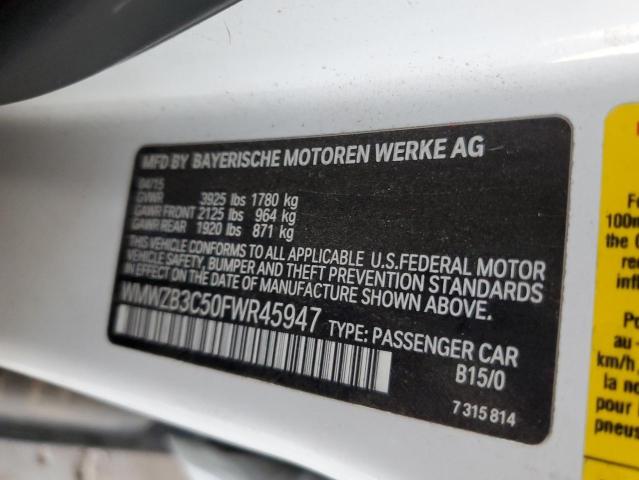 MFD BY BAYERISCHE MOTOREN WERKE AG
04/15
GVWR 3925 lbs 1780 kg
GAWR FRONT 2125 lbs 964 kg
GAWR REAR 1920 lbs 871 kg
THIS VEHICLE CONFORMS TO ALL APPLICABLE U.S.FEDERAL MOTOR
VEHICLE SAFETY, BUMPER AND THEFT PREVENTION STANDARDS
IN EFFECT ON THE DATE OF MANUFACTURE SHOWN ABOVE.
WMWZB3C50FWR45947 TYPE: PASSENGER CAR
B15/0
7 315 814
F
100m
the
re
infl
Po
au
km/h,
la no
pour
pneus